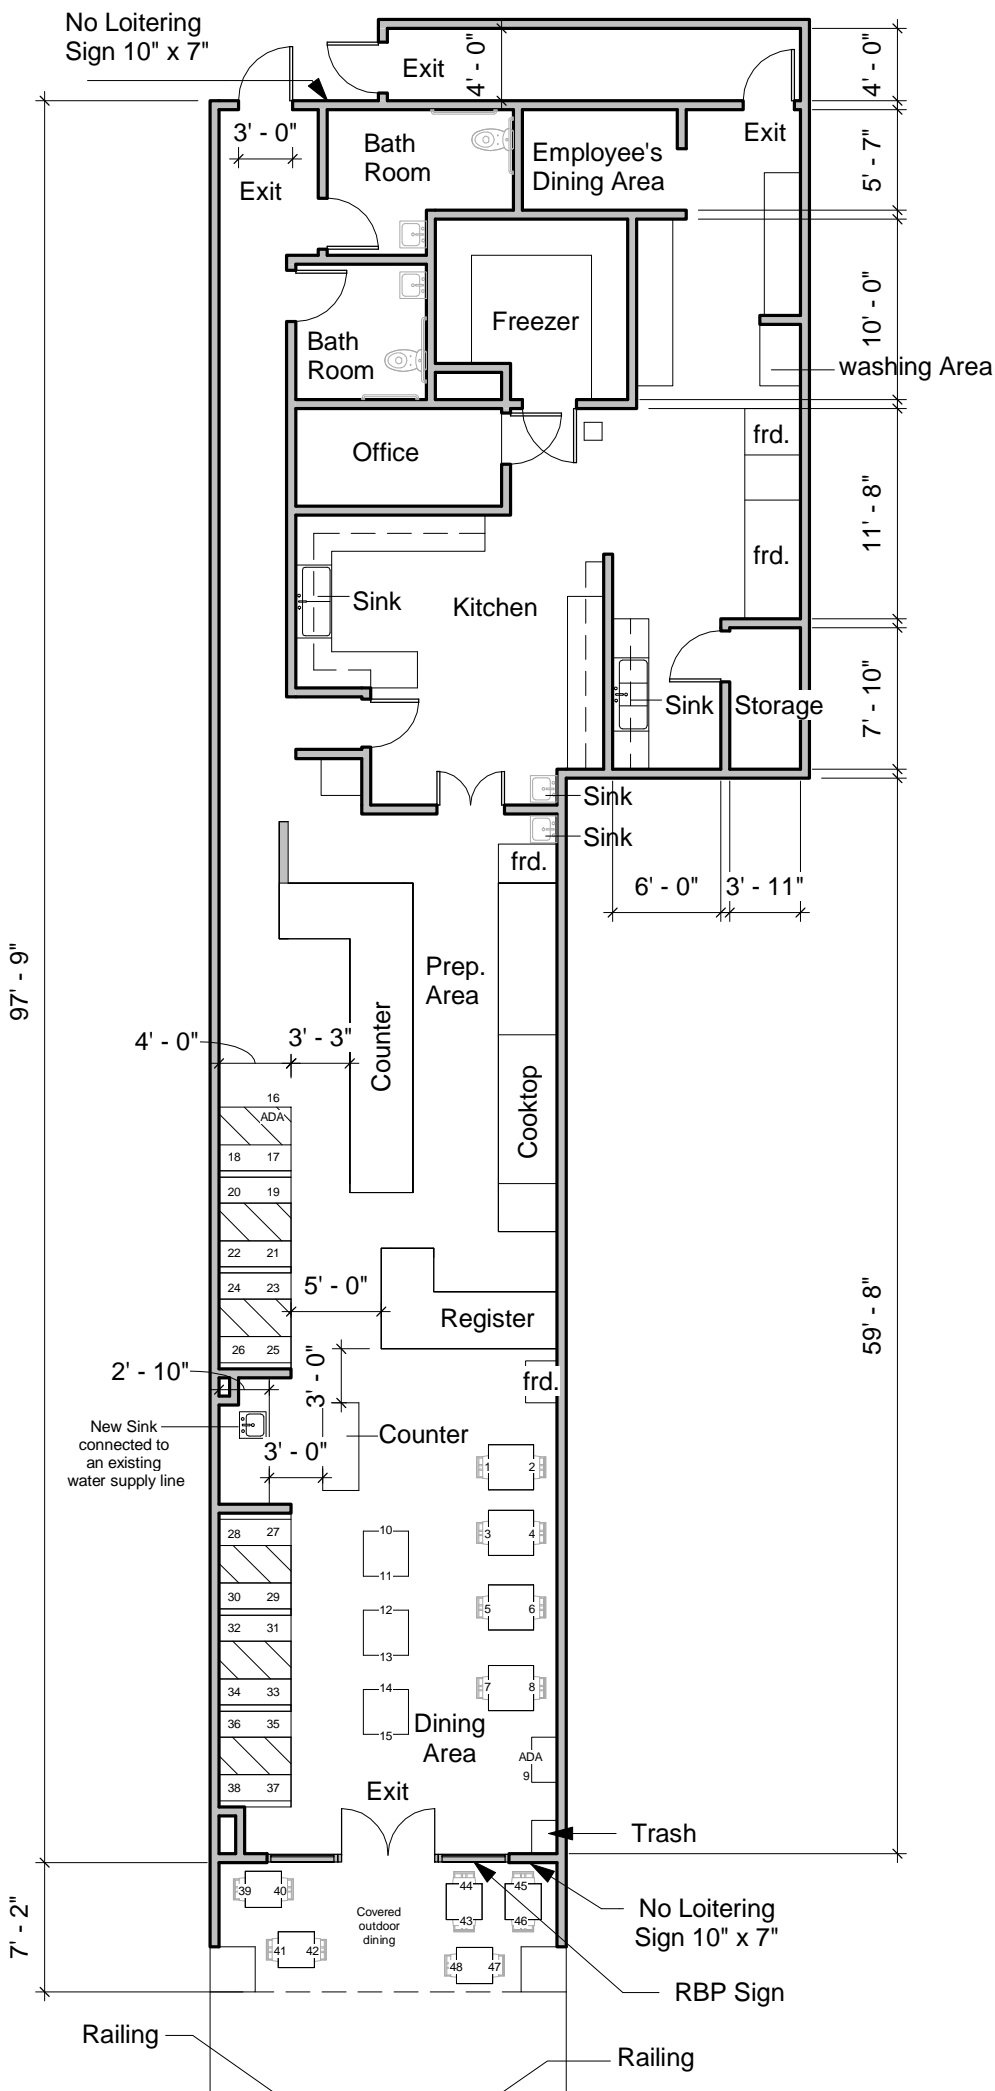 No Loitering
Sign 10" x 7"
Exit
4' - 0"
4' - 0"
3' - 0"
Exit
Bath
Room
Employee's
Dining Area
Exit
5' - 7"
Bath
Room
Freezer
10' - 0"
washing Area
Office
frd.
11' - 8"
frd.
Sink
Kitchen
Sink
Storage
7' - 10"
Sink
Sink
frd.
6' - 0"
3' - 11"
97' - 9"
Prep.
Area
Counter
4' - 0"
3' - 3"
Cooktop
16
ADA
18
17
20
19
22
21
24
23
5' - 0"
Register
26
25
59' - 8"
2' - 10"
3' - 0"
frd.
New Sink
connected to
an existing
water supply line
Counter
3' - 0"
1
2
28
27
10
3
4
11
30
29
12
5
6
32
31
13
34
33
14
7
8
36
35
15
Dining
Area
ADA
9
38
37
Exit
Trash
39
40
44
45
43
46
Covered
outdoor
dining
No Loitering
Sign 10" x 7"
7' - 2"
41
42
48
47
RBP Sign
Railing
Railing